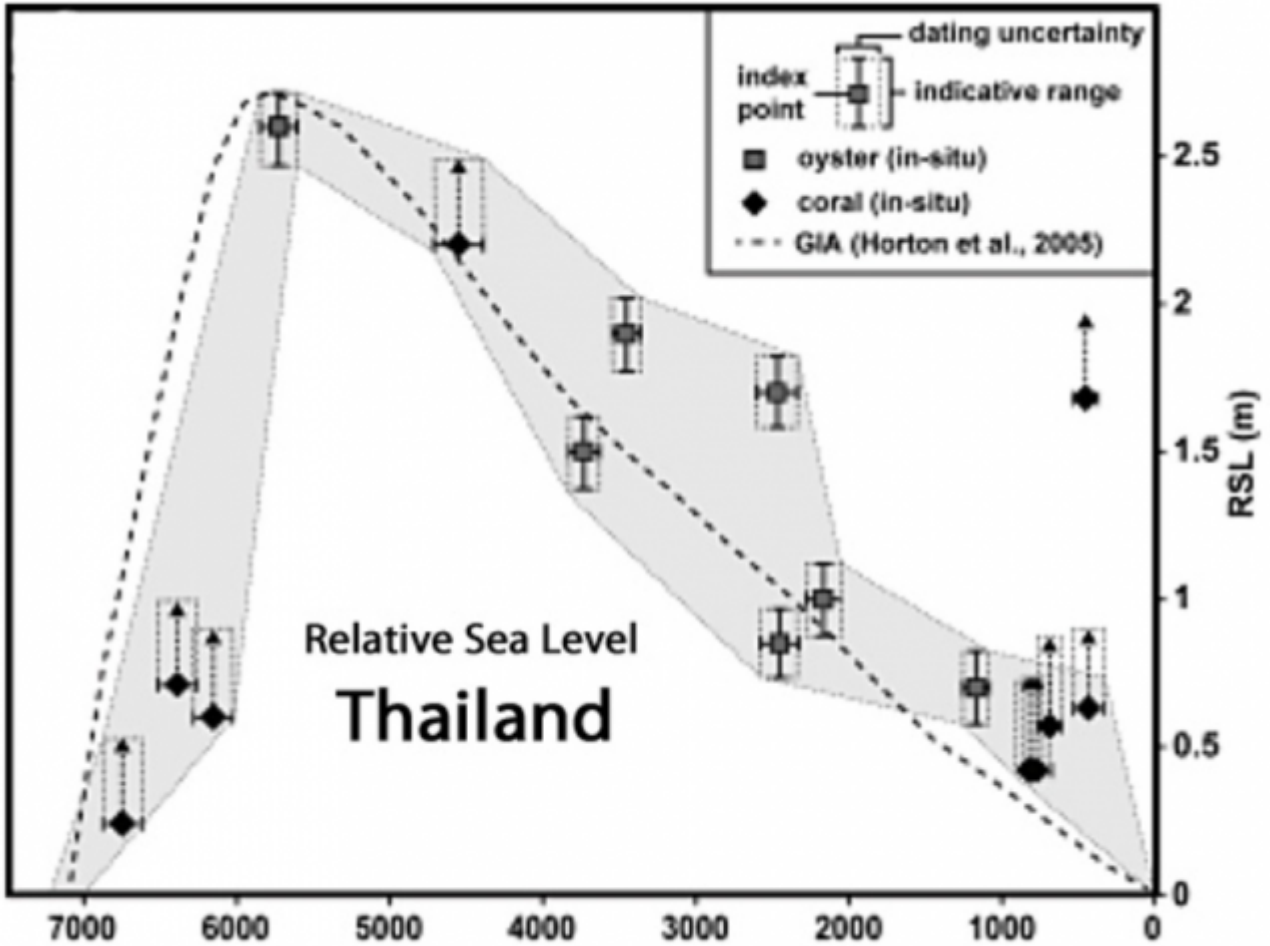 dating uncertainty
index
point
indicative range
oyster (in-situ)
coral (in-situ)
GIA (Horton et al., 2005)
2.5
2
1.5
1
0.5
0
RSL (m)
Relative Sea Level
Thailand
7000 6000 5000 4000 3000 2000 1000 0